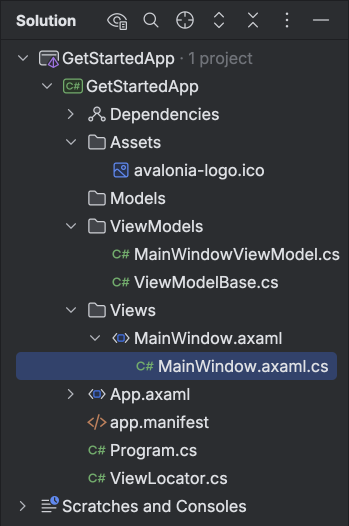 Solution
GetStartedApp · 1 project
C# GetStartedApp
Dependencies
Assets
avalonia-logo.ico
Models
ViewModels
C# MainWindowViewModel.cs
C# ViewModelBase.cs
Views
MainWindow.axaml
C# MainWindow.axaml.cs
App.axaml
</> app.manifest
C# Program.cs
C# ViewLocator.cs
Scratches and Consoles